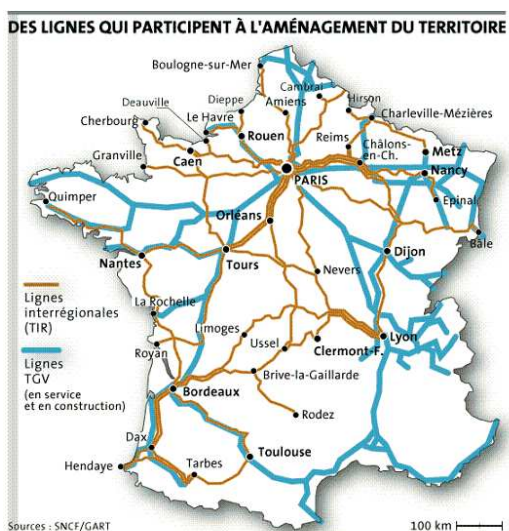 DES LIGNES QUI PARTICIPENT À L'AMÉNAGEMENT DU TERRITOIRE
Boulogne-sur-Mer
Cambrai
Deauville
Dieppe
Amiens
Hirson
Cherbourg
Le Havre
Charleville-Mézières
Rouen
Reims
Châlons-
en-Ch.
Metz
Granville
Caen
PARIS
Nancy
Quimper
Epinal
Orléans
Bâle
Nantes
Tours
Dijon
Nevers
Lignes
interrégionales
(TIR)
La Rochelle
Limoges
Lyon
Lignes
TGV
(en service
et en construction)
Royan
Ussel
Clermont-F.
Brive-la-Gaillarde
Bordeaux
Rodez
Dax
Toulouse
Hendaye
Tarbes
Sources : SNCF/GART
100 km